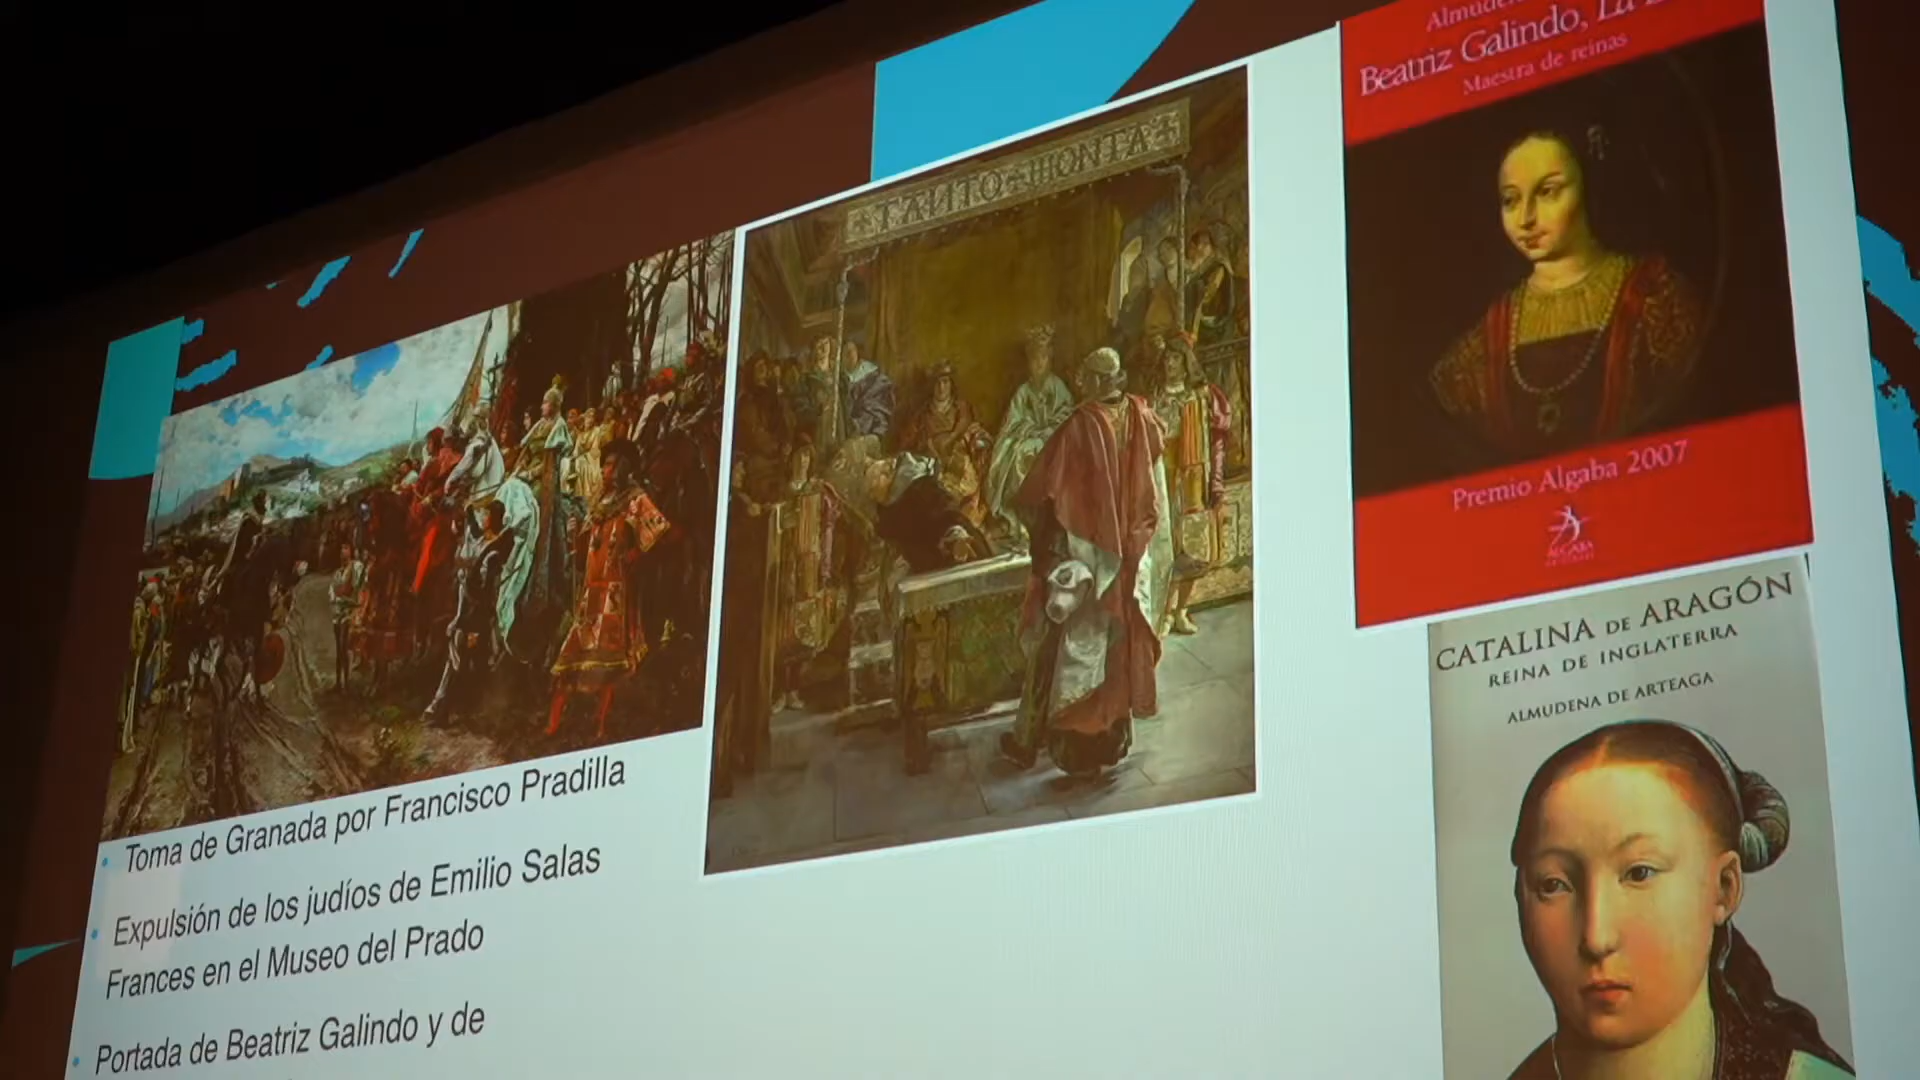 Almude
Beatriz Galindo, La
Maestra de reinas
TANTO MONTA
Premio Algaba 2007
ALGABA
CATALINA DE ARAGÓN
REINA DE INGLATERRA
ALMUDENA DE ARTEAGA
Toma de Granada por Francisco Pradilla
Expulsión de los judíos de Emilio Salas
Frances en el Museo del Prado
Portada de Beatriz Galindo y de